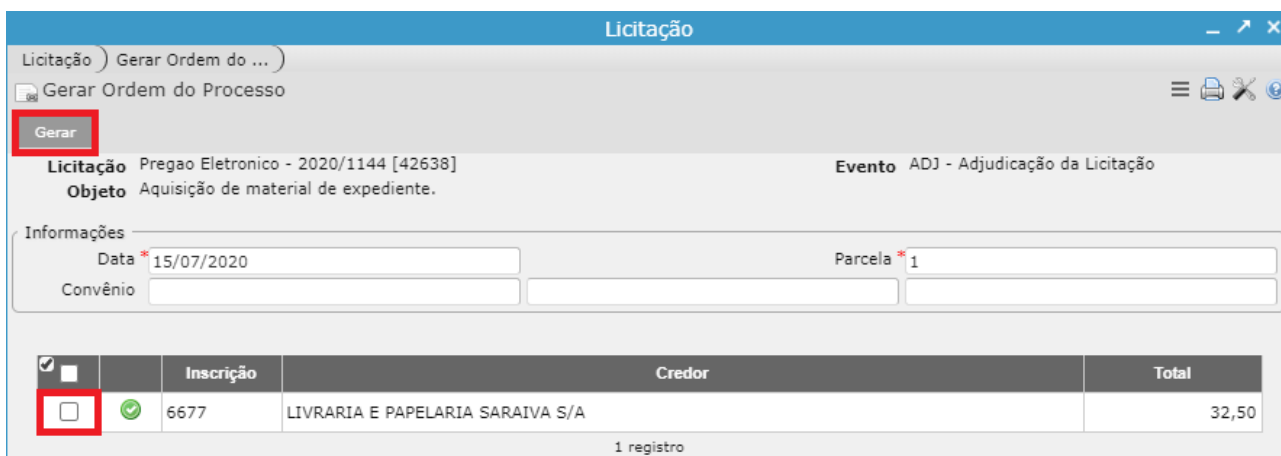 Licitação
Licitação Gerar Ordem do ...
Gerar Ordem do Processo
Gerar
Licitação Pregao Eletronico - 2020/1144 [42638] Evento ADJ - Adjudicação da Licitação
Objeto Aquisição de material de expediente.
Informações
Data * 15/07/2020 Parcela * 1
Convênio
Inscrição Credor Total
6677 LIVRARIA E PAPELARIA SARAIVA S/A 32,50
1 registro